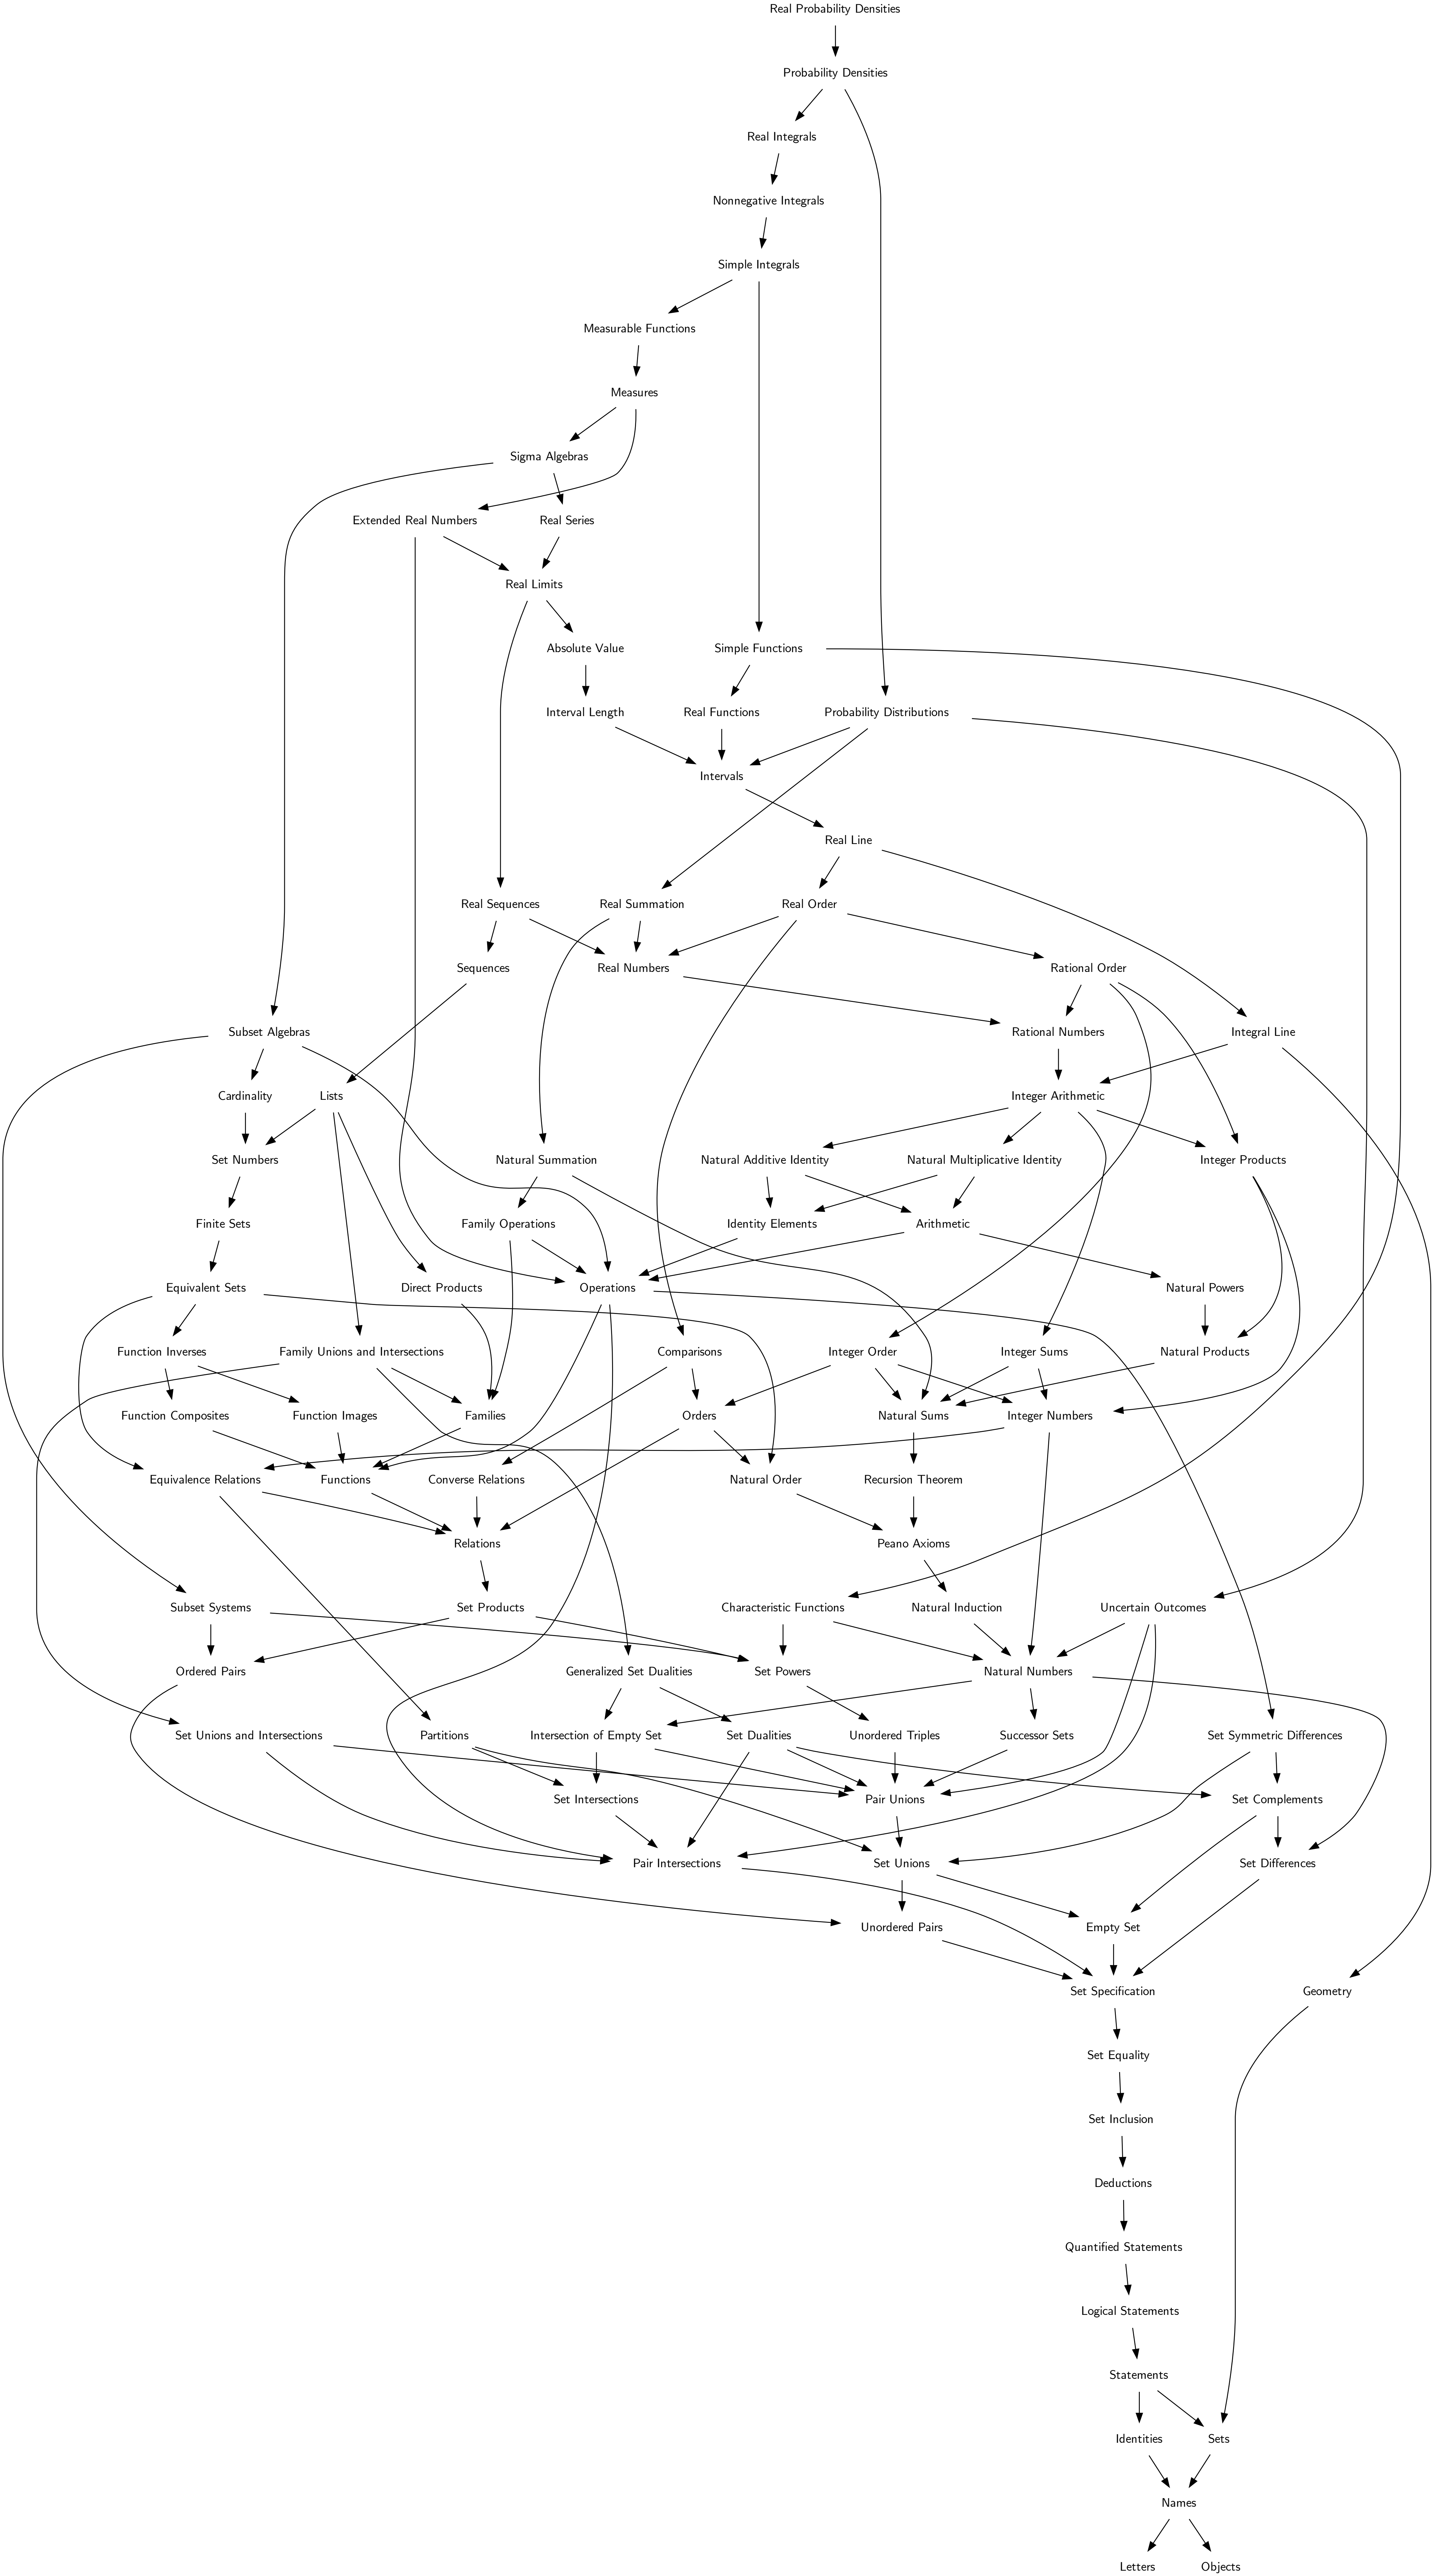 Real Probability Densities
Probability Densities
Real Integrals
Nonnegative Integrals
Simple Integrals
Measurable Functions
Measures
Sigma Algebras
Extended Real Numbers
Real Series
Real Limits
Absolute Value
Simple Functions
Interval Length
Real Functions
Probability Distributions
Intervals
Real Line
Real Sequences
Real Summation
Real Order
Sequences
Real Numbers
Rational Order
Subset Algebras
Rational Numbers
Integral Line
Cardinality
Lists
Integer Arithmetic
Set Numbers
Natural Summation
Natural Additive Identity
Natural Multiplicative Identity
Integer Products
Finite Sets
Family Operations
Identity Elements
Arithmetic
Equivalent Sets
Direct Products
Operations
Natural Powers
Function Inverses
Family Unions and Intersections
Comparisons
Integer Order
Integer Sums
Natural Products
Function Composites
Function Images
Families
Orders
Natural Sums
Integer Numbers
Equivalence Relations
Functions
Converse Relations
Natural Order
Recursion Theorem
Relations
Peano Axioms
Subset Systems
Set Products
Characteristic Functions
Natural Induction
Uncertain Outcomes
Ordered Pairs
Generalized Set Dualities
Set Powers
Natural Numbers
Set Unions and Intersections
Partitions
Intersection of Empty Set
Set Dualities
Unordered Triples
Successor Sets
Set Symmetric Differences
Set Intersections
Pair Unions
Set Complements
Pair Intersections
Set Unions
Set Differences
Unordered Pairs
Empty Set
Set Specification
Geometry
Set Equality
Set Inclusion
Deductions
Quantified Statements
Logical Statements
Statements
Identities
Sets
Names
Letters
Objects